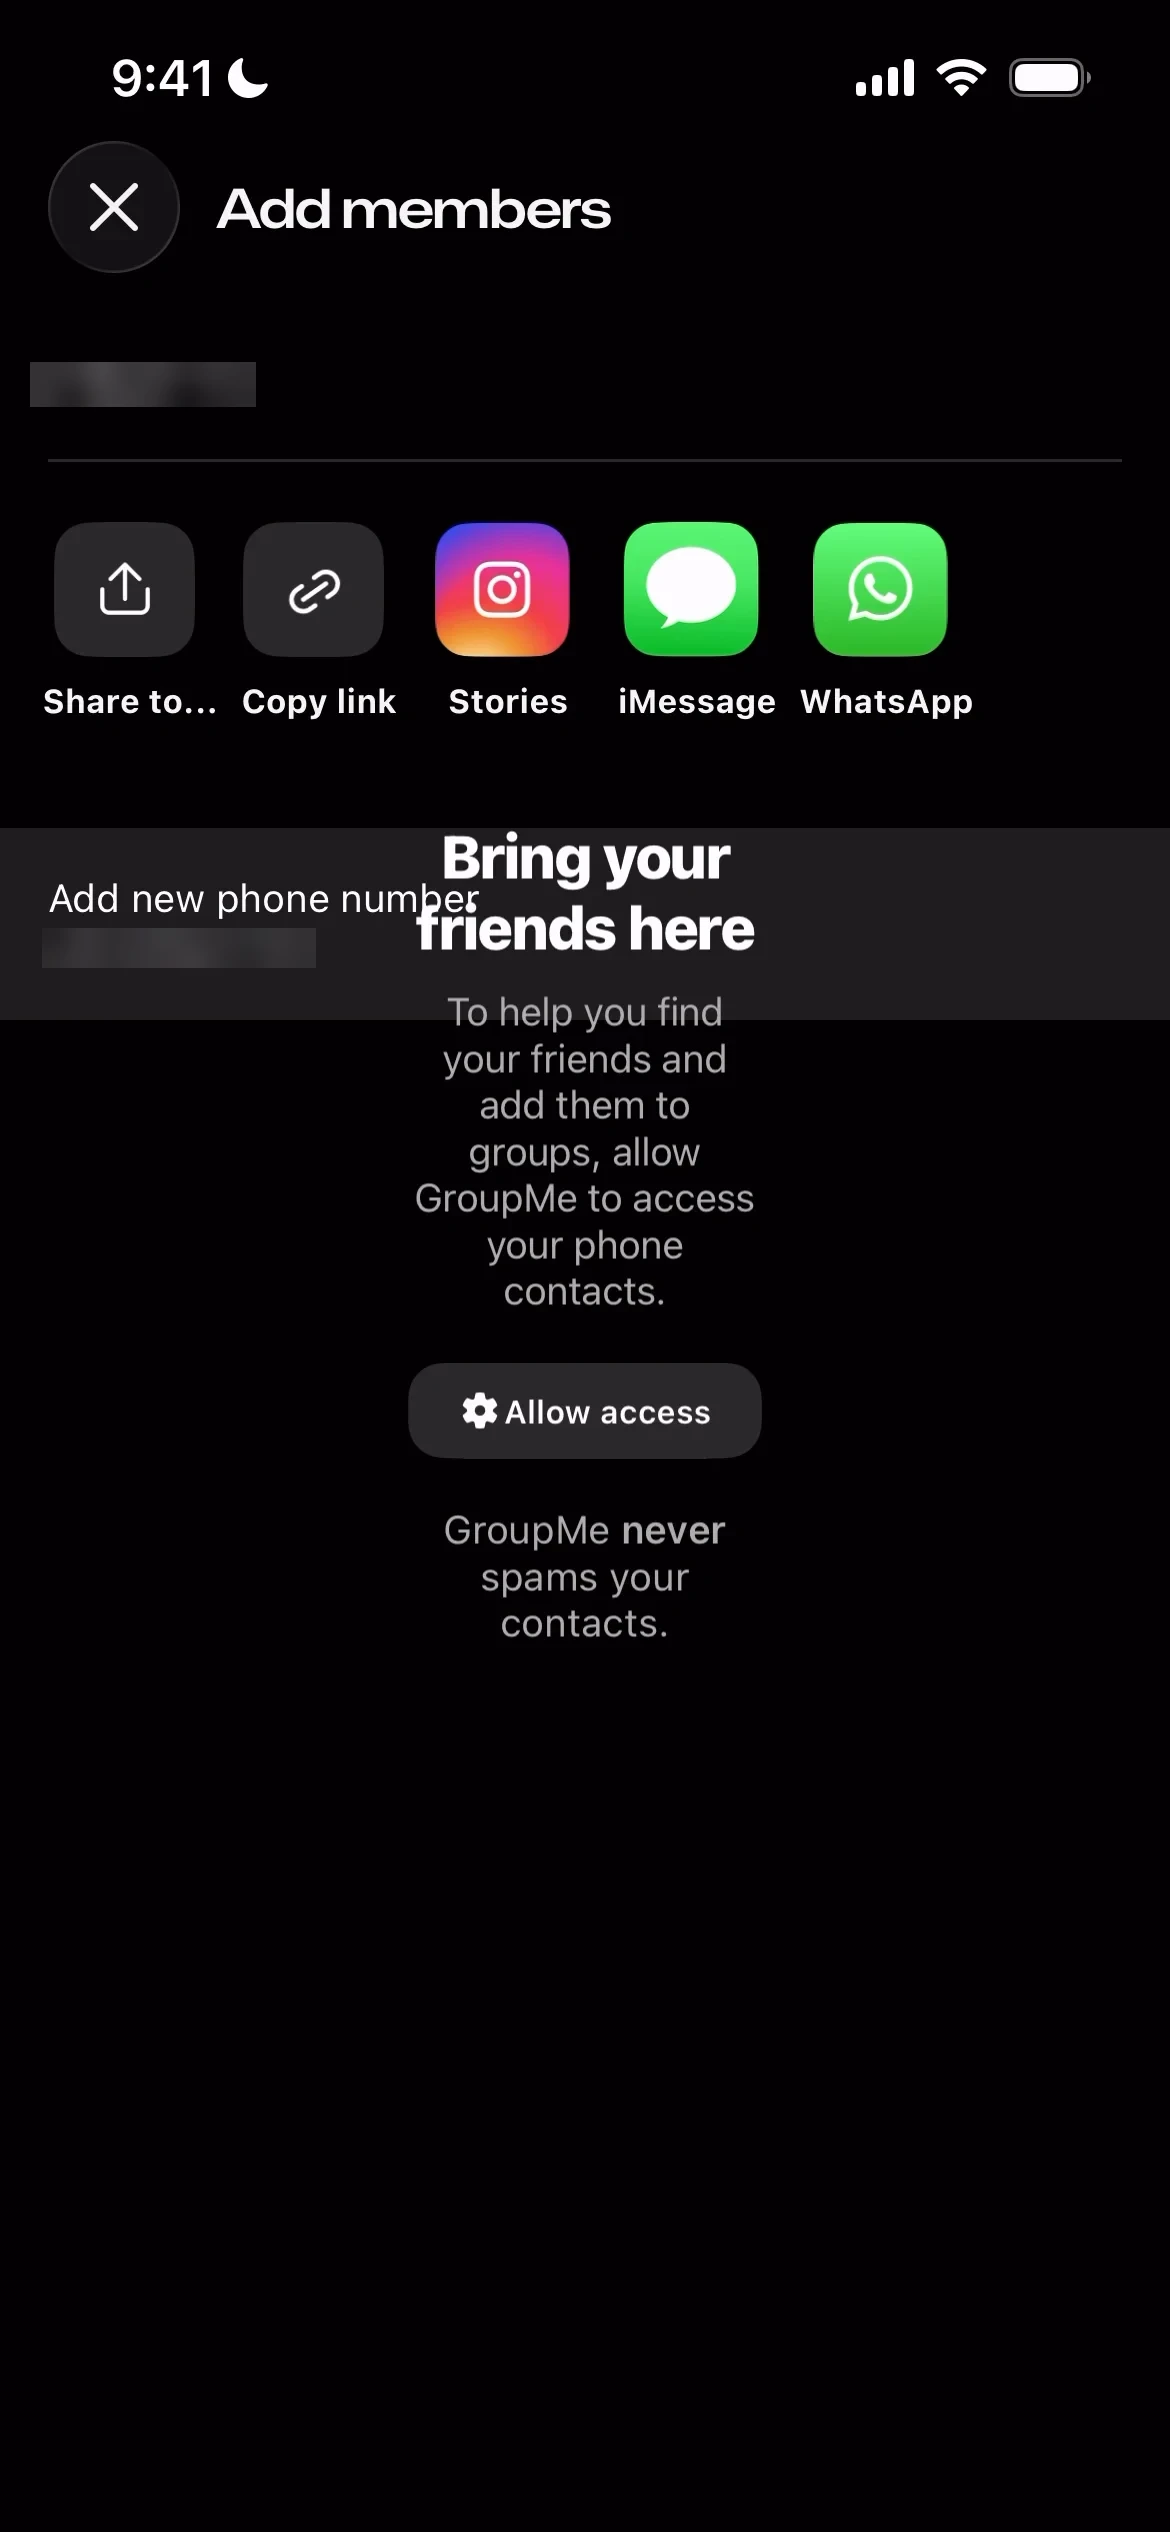 9:41
Add members
Share to...
Copy link
Stories
iMessage
WhatsApp
Add new phone number
Bring your
friends here
To help you find
your friends and
add them to
groups, allow
GroupMe to access
your phone
contacts.
Allow access
GroupMe never
spams your
contacts.